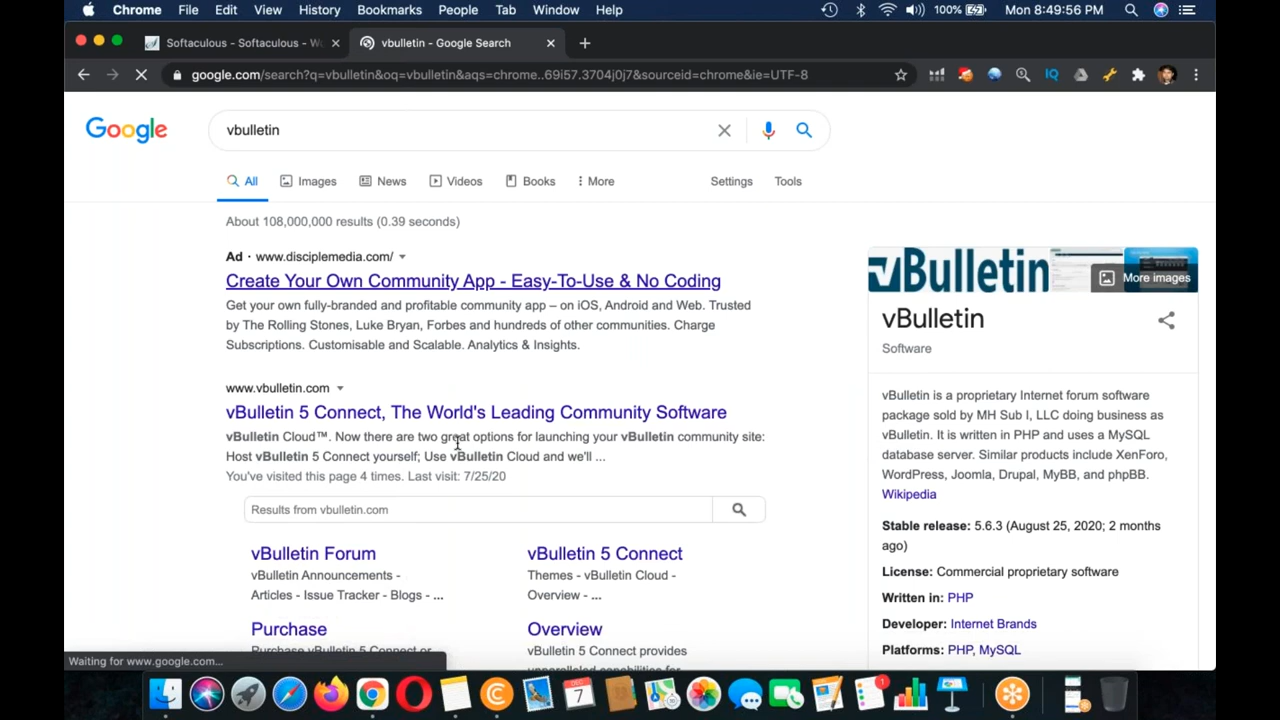 Chrome File Edit View History Bookmarks People Tab Window Help 100% Mon 8:49:56 PM
Softaculous - Softaculous - W
vbulletin - Google Search
google.com/search?q=vbulletin&oq=vbulletin&aqs=chrome..69i57.3704j0j7&sourceid=chrome&ie=UTF-8
Google
vbulletin
All Images News Videos Books More Settings Tools
About 108,000,000 results (0.39 seconds)
Ad · www.disciplemedia.com/
Create Your Own Community App - Easy-To-Use & No Coding
Get your own fully-branded and profitable community app – on iOS, Android and Web. Trusted
by The Rolling Stones, Luke Bryan, Forbes and hundreds of other communities. Charge
Subscriptions. Customisable and Scalable. Analytics & Insights.
www.vbulletin.com
vBulletin 5 Connect, The World's Leading Community Software
vBulletin Cloud™. Now there are two great options for launching your vBulletin community site:
Host vBulletin 5 Connect yourself; Use vBulletin Cloud and we'll ...
You've visited this page 4 times. Last visit: 7/25/20
Results from vbulletin.com
vBulletin Forum
vBulletin Announcements -
Articles - Issue Tracker - Blogs - ...
vBulletin 5 Connect
Themes - vBulletin Cloud -
Overview - ...
Purchase
Purchase vBulletin 5 Connect or
Overview
vBulletin 5 Connect provides
unparalleled capabilities for
vBulletin
More images
vBulletin
Software
vBulletin is a proprietary Internet forum software
package sold by MH Sub I, LLC doing business as
vBulletin. It is written in PHP and uses a MySQL
database server. Similar products include XenForo,
WordPress, Joomla, Drupal, MyBB, and phpBB.
Wikipedia
Stable release: 5.6.3 (August 25, 2020; 2 months
ago)
License: Commercial proprietary software
Written in: PHP
Developer: Internet Brands
Platforms: PHP, MySQL
Waiting for www.google.com...
7
1